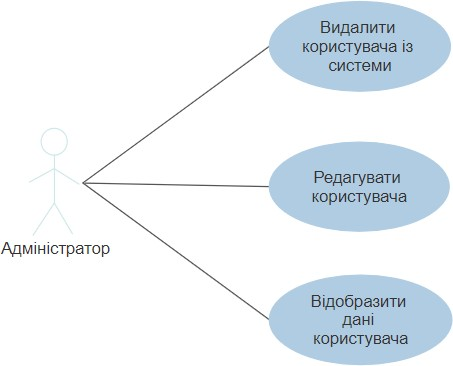 Видалити
користувача із
системи
Редагувати
користувача
Адміністратор
Відобразити
дані
користувача